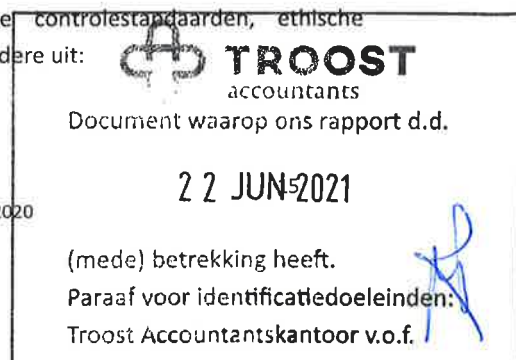 e controlestandaarden, ethische
dere uit:
TROOST
accountants
Document waarop ons rapport d.d.
22 JUN 2021
2020
(mede) betrekking heeft.
Paraaf voor identificatiedoeleinden:
Troost Accountantskantoor v.o.f.